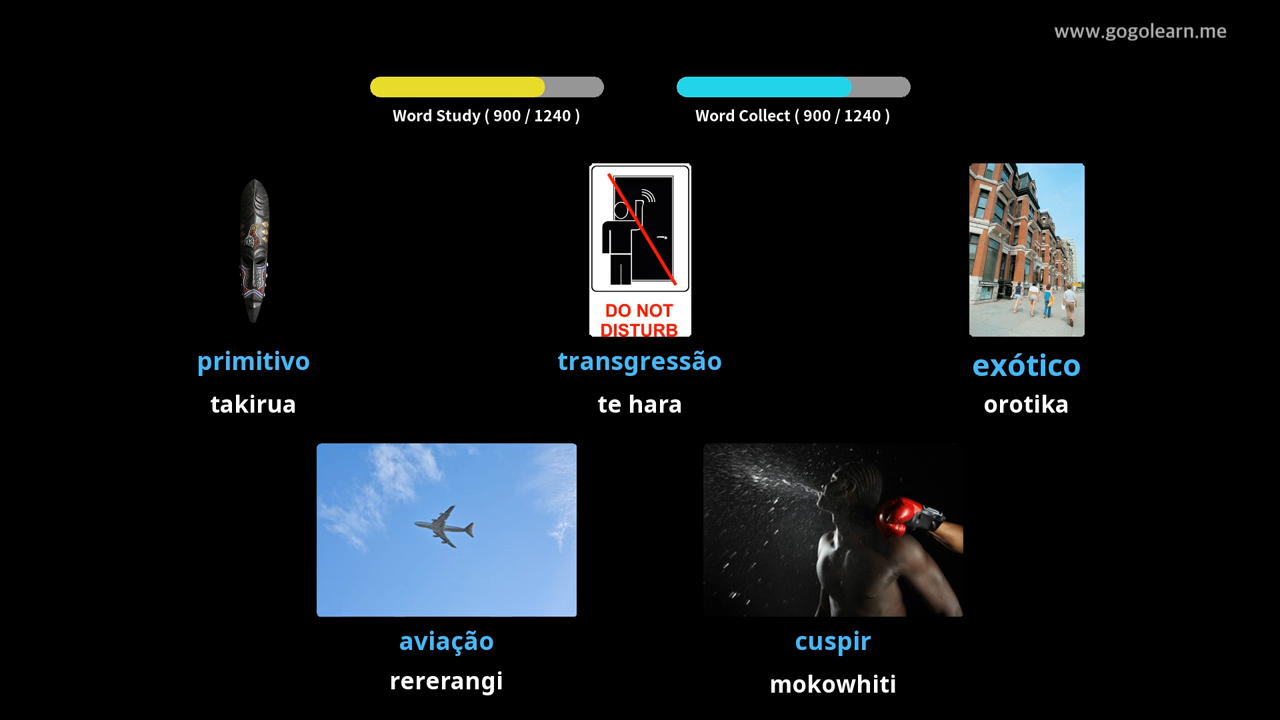 www.gogolearn.me
Word Study ( 900 / 1240 )
Word Collect ( 900 / 1240 )
DO NOT
DISTURB
primitivo
transgressão
exótico
takirua
te hara
orotika
aviação
cuspir
rererangi
mokowhiti